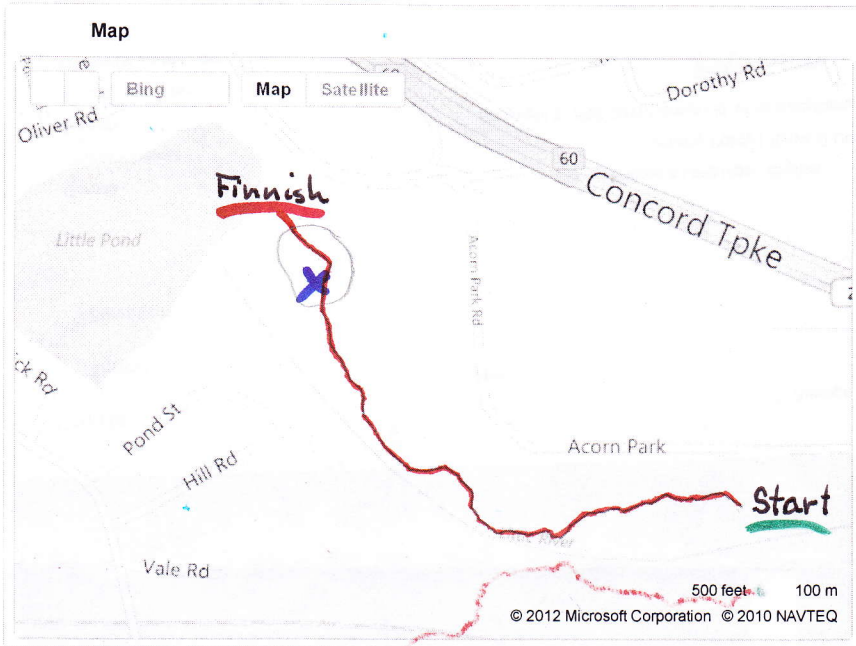 Map
Bing Map Satellite
Oliver Rd
Dorothy Rd
60
Concord Tpke
Finnish
Little Pond
Acorn Park Rd
ck Rd
Pond St
Hill Rd
Acorn Park
Start
River
Vale Rd
500 feet 100 m
© 2012 Microsoft Corporation © 2010 NAVTEQ